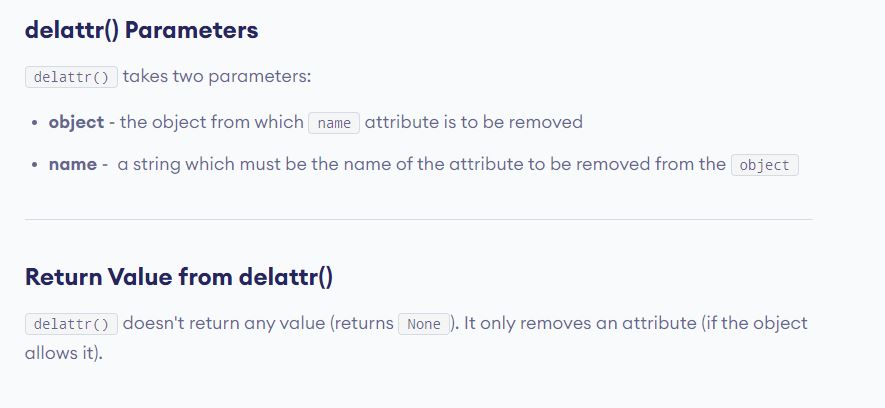 delattr() Parameters
delattr() takes two parameters:
• object - the object from which name attribute is to be removed
• name - a string which must be the name of the attribute to be removed from the object
Return Value from delattr()
delattr() doesn't return any value (returns None). It only removes an attribute (if the object
allows it).